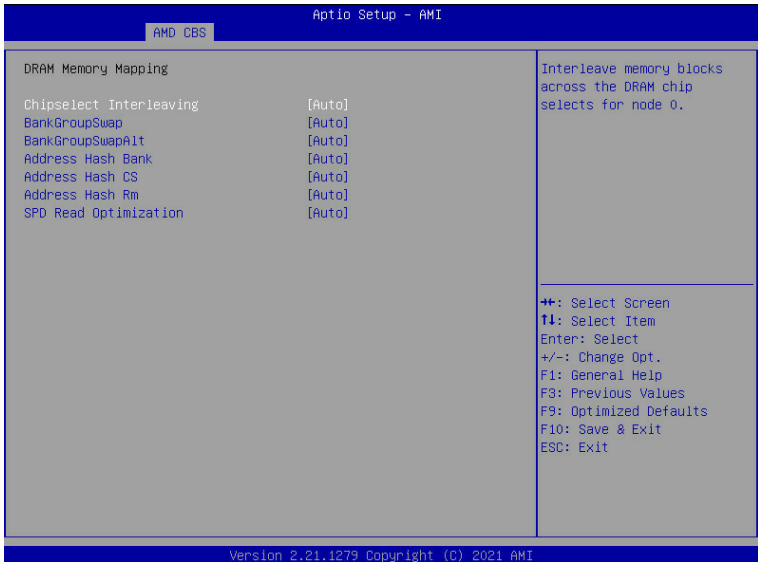 Aptio Setup - AMI
AMD CBS
DRAM Memory Mapping
Chipselect Interleaving [Auto]
BankGroupSwap [Auto]
BankGroupSwapAlt [Auto]
Address Hash Bank [Auto]
Address Hash CS [Auto]
Address Hash Rm [Auto]
SPD Read Optimization [Auto]
Interleave memory blocks
across the DRAM chip
selects for node 0.
→←: Select Screen
↑↓: Select Item
Enter: Select
+/-: Change Opt.
F1: General Help
F3: Previous Values
F9: Optimized Defaults
F10: Save & Exit
ESC: Exit
Version 2.21.1279 Copyright (C) 2021 AMI